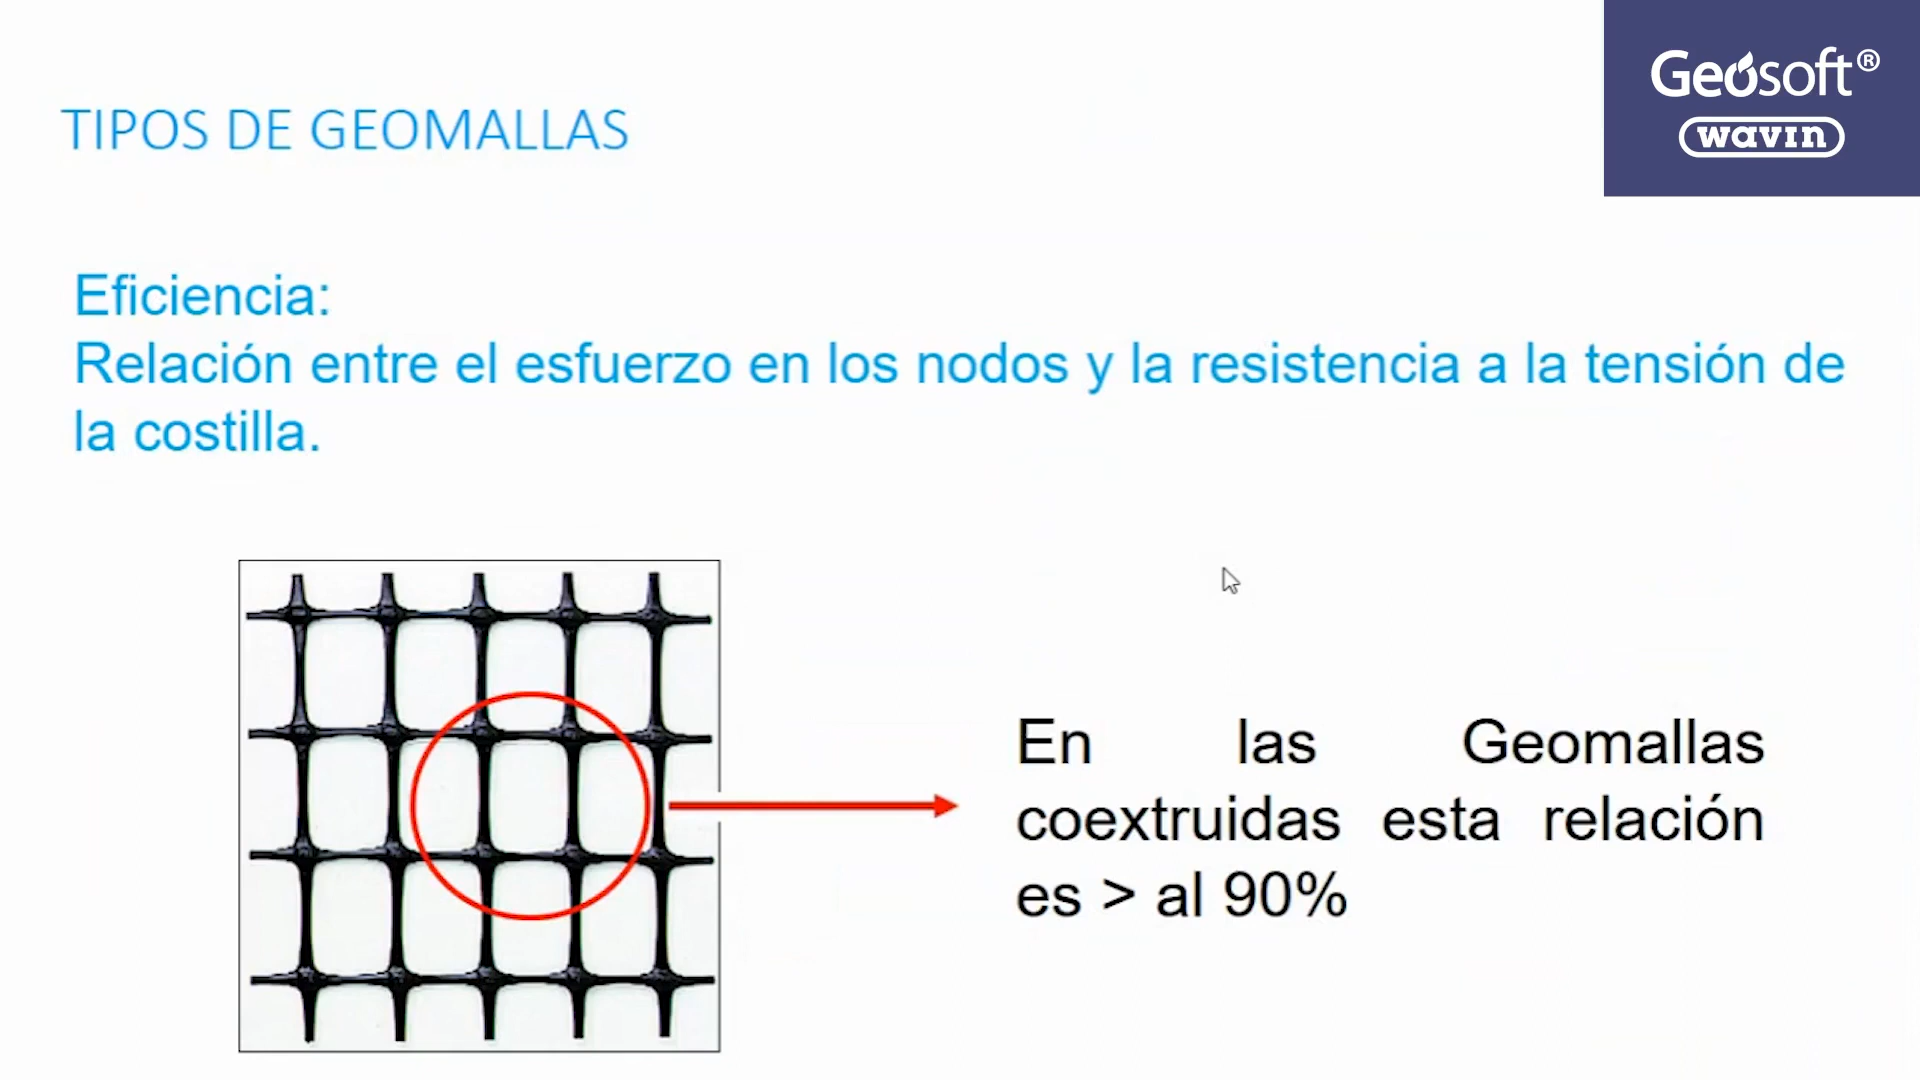 Geosoft®
wavin
TIPOS DE GEOMALLAS
Eficiencia:
Relación entre el esfuerzo en los nodos y la resistencia a la tensión de
la costilla.
En las Geomallas
coextruidas esta relación
es > al 90%